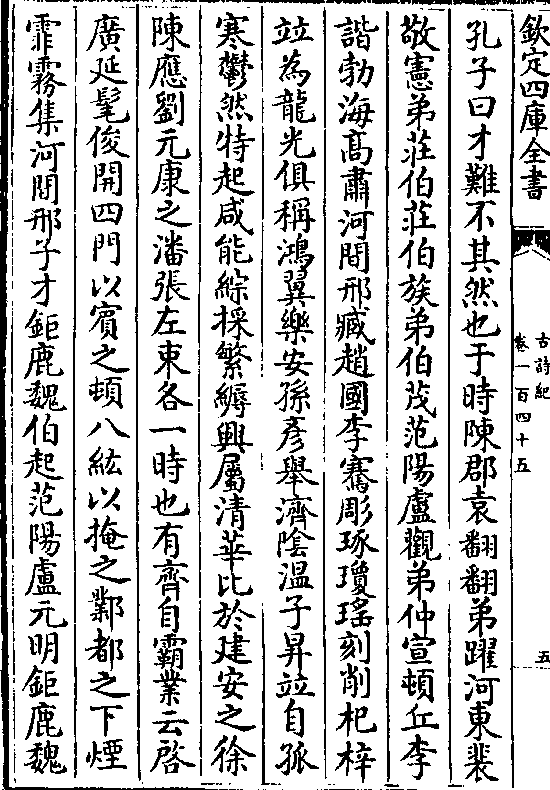 欽定四庫全書
古詩紀
卷一百四十五
五
孔子曰才難不其然也于時陳郡袁翻翻弟躍河東裴
敬憲弟莊伯莊伯族弟伯茂范陽盧觀弟仲宣頓丘李
諧勃海高肅河間邢臧趙國李騫彫琢瓊瑤刻削杞梓
竝為龍光俱稱鴻翼樂安孫彥舉濟陰溫子昇竝自孤
寒鬱然特起咸能綜採繁縟興屬清華比於建安之徐
陳應劉元康之潘張左束各一時也有齊自霸業云啓
廣延髦俊開四門以賓之頓八紘以掩之鄴都之下煙
霏霧集河間邢子才鉅鹿魏伯起范陽盧元明鉅鹿魏